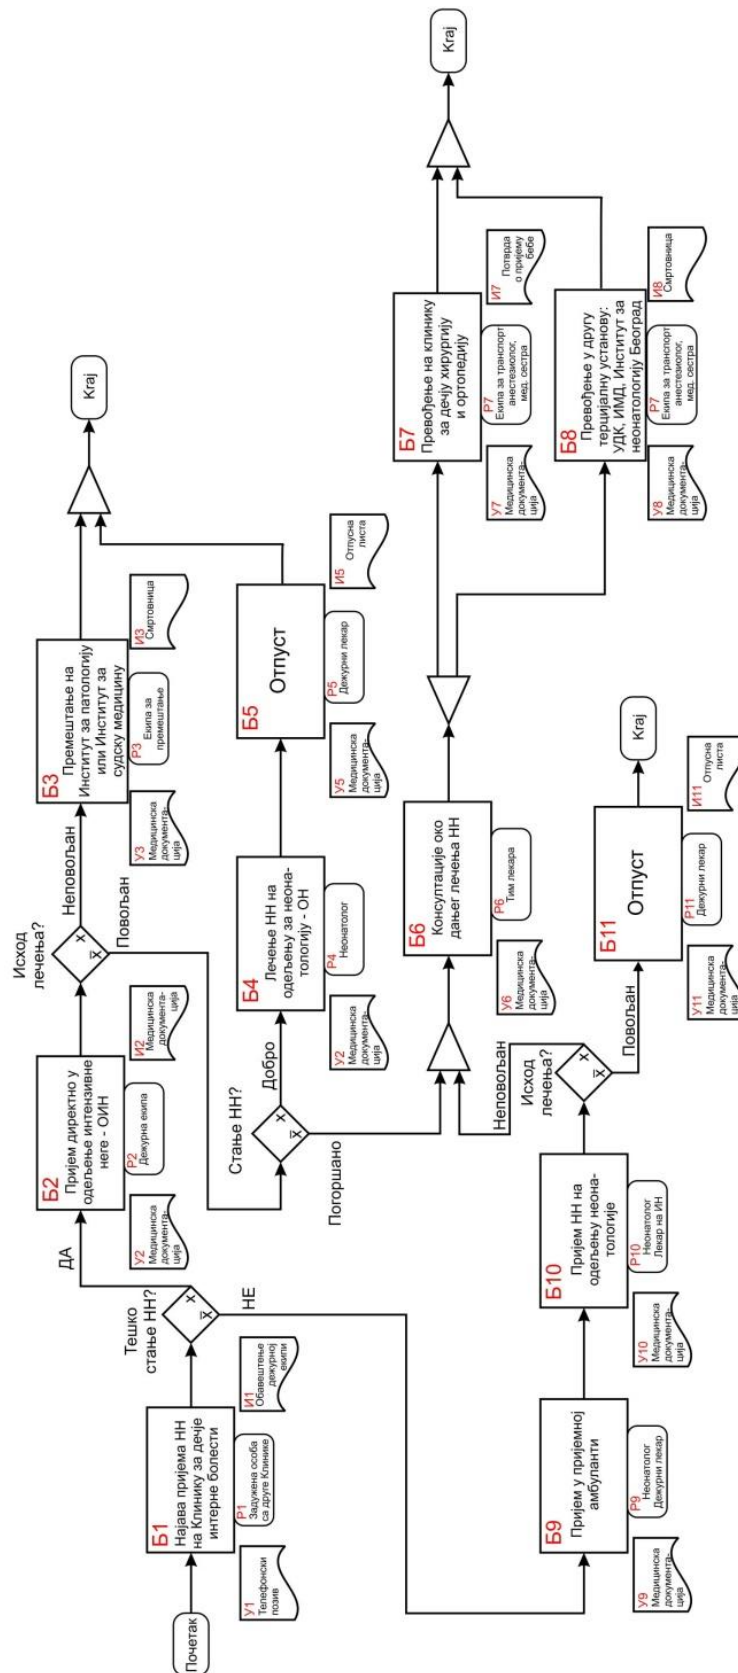 Почетак
Б1
Најава пријема НН
на Клинику за дечје
интерне болести
У1
Телефонски
позив
Р1
Задужена особа
са друге Клинике
И1
Обавештење
дежурној
екипи
Тешко
стање НН?
X
X̅
ДА
НЕ
Б2
Пријем директно у
одељење интензивне
неге - ОИН
У2
Медицинска
документа-
ција
Р2
Дежурна екипа
И2
Медицинска
документа-
ција
Исход
лечења?
X
X̅
Неповољан
Повољан
Б3
Премештање на
Институт за патологију
или Институт за
судску медицину
У3
Медицинска
документа-
ција
Р3
Екипа за
премештање
И3
Смртовница
Kraj
Стање НН?
X
X̅
Добро
Погоршано
Б4
Лечење НН на
одељењу за неона-
тологију - ОН
У2
Медицинска
документа-
ција
Р4
Неонатолог
Б5
Отпуст
У5
Медицинска
документа-
ција
Р5
Дежурни лекар
И5
Отпусна
листа
Б6
Консултације око
дањег лечења НН
У6
Медицинска
документа-
ција
Р6
Тим лекара
Б7
Превођење на клинику
за дечју хирургију
и ортопедију
У7
Медицинска
документа-
ција
Р7
Екипа за транспорт
анестезиолог,
мед. сестра
И7
Потврда
о пријему
бебе
Kraj
Б8
Превођење у другу
терцијалну установу:
УДК, ИМД, Институт за
неонатологију Београд
У8
Медицинска
документа-
ција
Р7
Екипа за транспорт
анестезиолог,
мед. сестра
И8
Смртовница
Б9
Пријем у пријемној
амбуланти
У9
Медицинска
документа-
ција
Р9
Неонатолог
Дежурни лекар
Б10
Пријем НН на
одељењу неона-
тологије
У10
Медицинска
документа-
ција
Р10
Неонатолог
Лекар на ИН
Неповољан
Исход
лечења?
X
X̅
Повољан
Б11
Отпуст
У11
Медицинска
документа-
ција
Р11
Дежурни лекар
И11
Отпусна
листа
Kraj